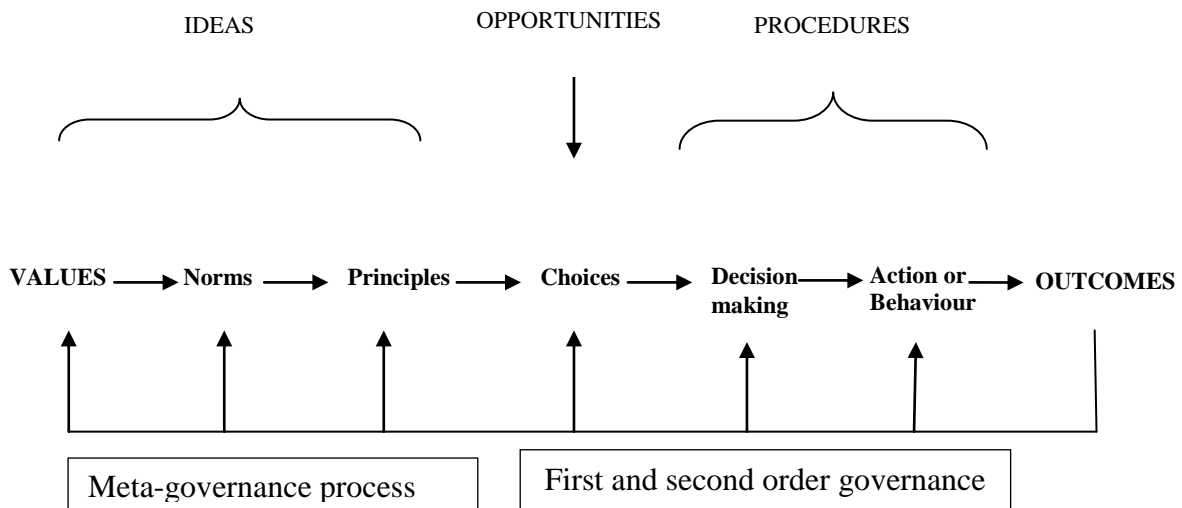 IDEAS
OPPORTUNITIES
PROCEDURES
VALUES
Norms
Principles
Choices
Decision
making
Action or
Behaviour
OUTCOMES
Meta-governance process
First and second order governance